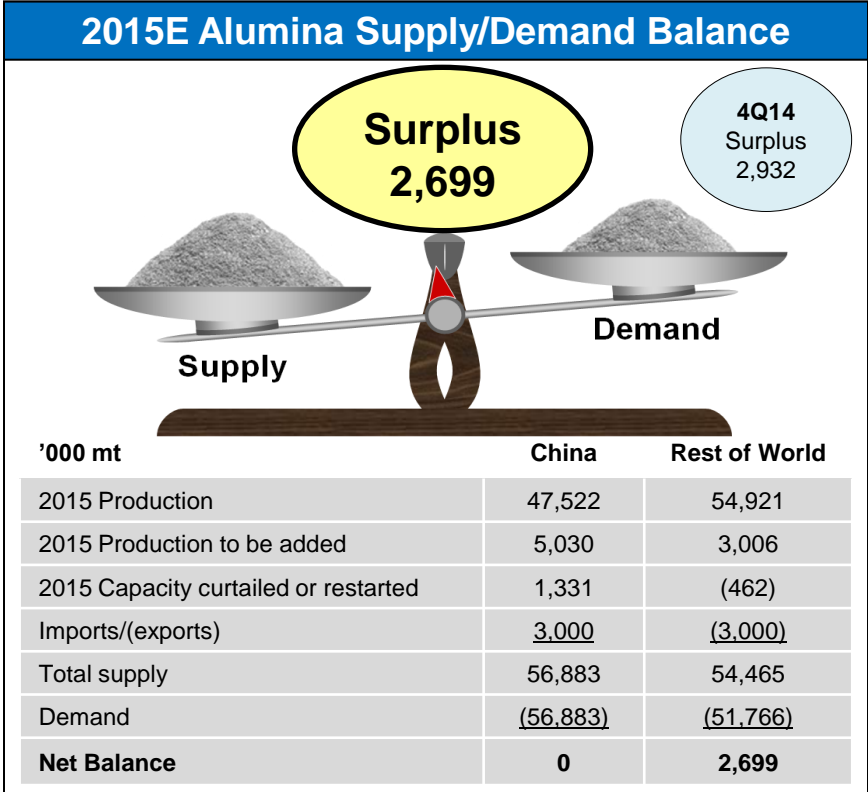 2015E Alumina Supply/Demand Balance
Surplus
2,699
4Q14
Surplus
2,932
Supply
Demand
’000 mt China Rest of World
2015 Production 47,522 54,921
2015 Production to be added 5,030 3,006
2015 Capacity curtailed or restarted 1,331 (462)
Imports/(exports) 3,000 (3,000)
Total supply 56,883 54,465
Demand (56,883) (51,766)
Net Balance 0 2,699